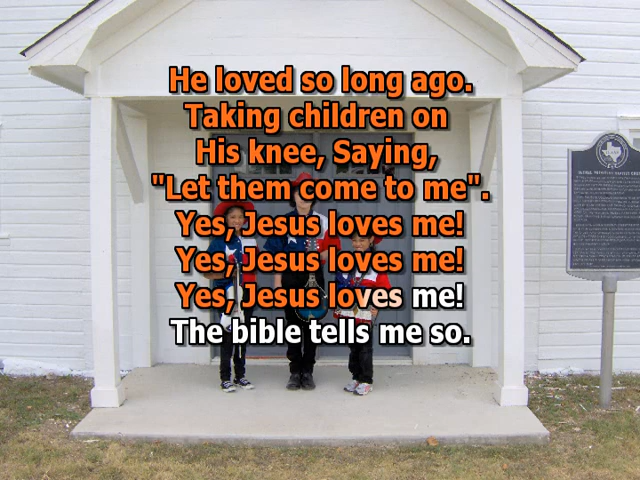 He loved so long ago.
Taking children on
His knee, Saying,
"Let them come to me".
Yes, Jesus loves me!
Yes, Jesus loves me!
Yes, Jesus loves me!
The bible tells me so.